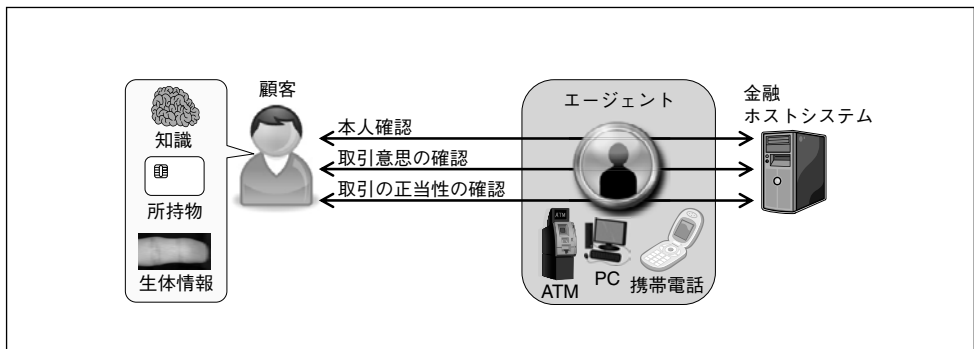 顧客
知識
所持物
生体情報
本人確認
取引意思の確認
取引の正当性の確認
エージェント
ATM
PC
携帯電話
金融
ホストシステム